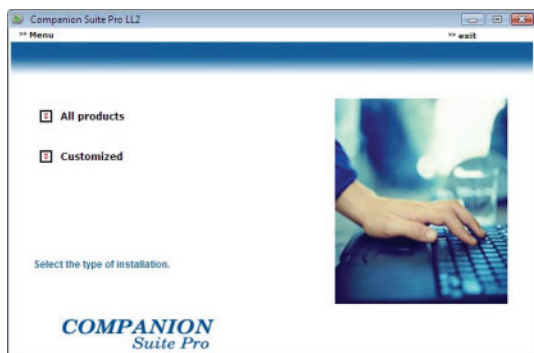 Companion Suite Pro LL2
>> Menu
>> exit
All products
Customized
Select the type of installation.
COMPANION
Suite Pro